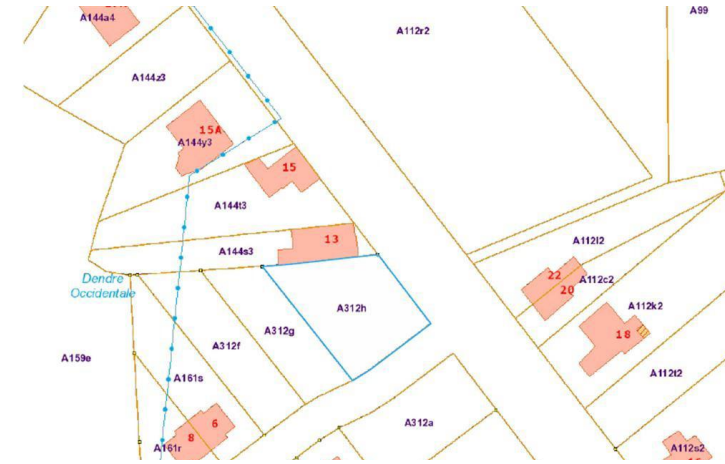 A144a4
A99
A112r2
A144z3
15A
A144y3
15
A144t3
13
A144s3
A112l2
Dendre
Occidentale
22
A112c2
20
A112k2
A312h
A312g
A312f
18
A159e
A161s
A112t2
A312a
6
8
A161r
A112s2